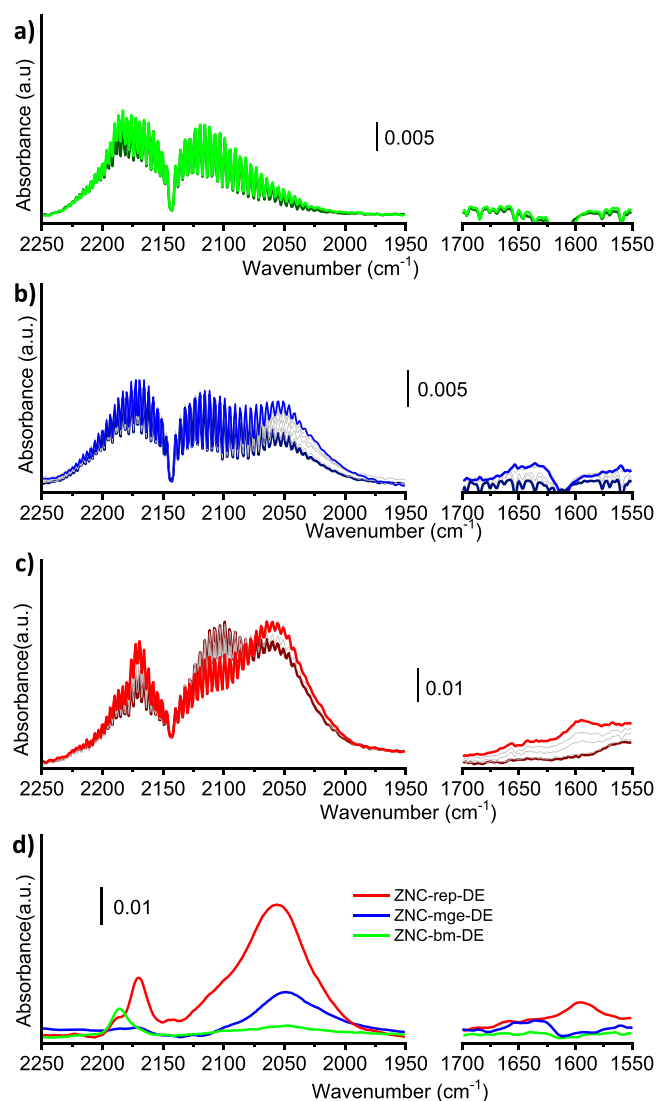 a)
Absorbance (a.u)
0.005
2250 2200 2150 2100 2050 2000 1950 1700 1650 1600 1550
Wavenumber (cm-1)
b)
Absorbance (a.u.)
0.005
2250 2200 2150 2100 2050 2000 1950 1700 1650 1600 1550
Wavenumber (cm-1)
c)
Absorbance(a.u.)
0.01
2250 2200 2150 2100 2050 2000 1950 1700 1650 1600 1550
d)
Absorbance(a.u.)
0.01
ZNC-rep-DE
ZNC-mge-DE
ZNC-bm-DE
2250 2200 2150 2100 2050 2000 1950 1700 1650 1600 1550
Wavenumber (cm-1)